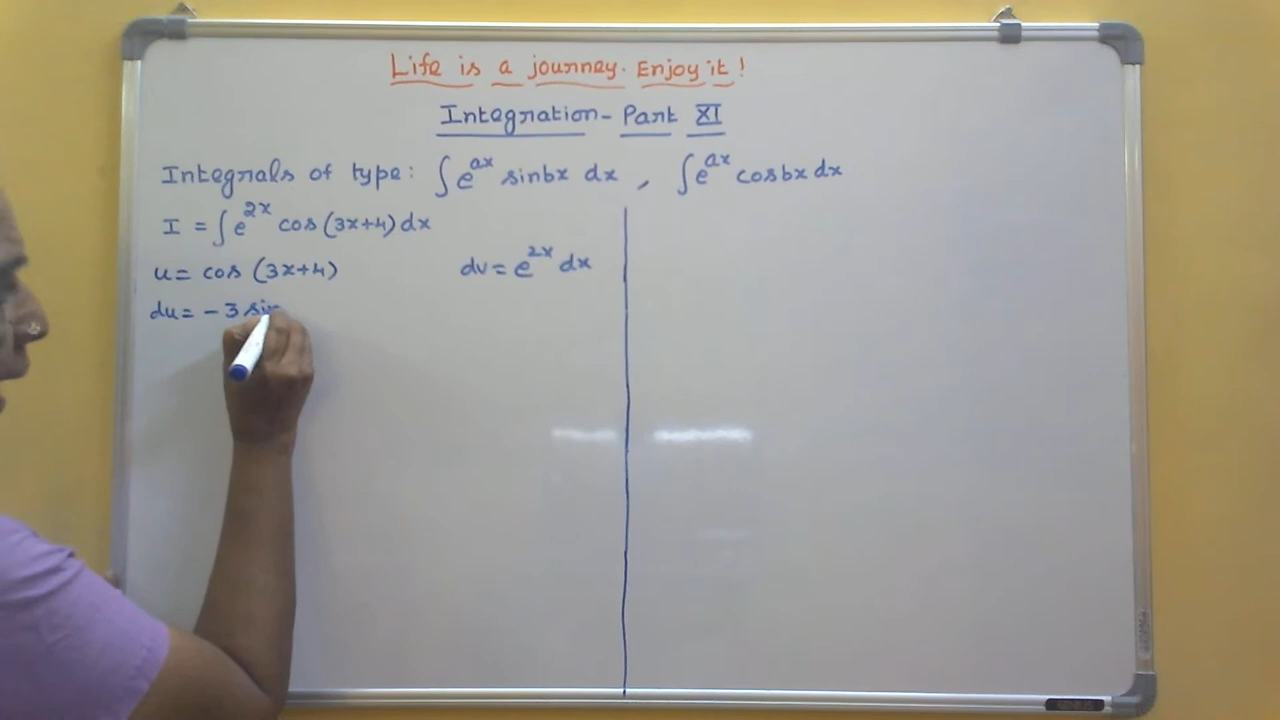 Life is a journey. Enjoy it!
Integration- Part XI
Integrals of type: ∫e^{ax} sinbx dx , ∫e^{ax} cosbx dx
I = ∫e^{2x} cos (3x+4) dx
u = cos (3x+4) dv = e^{2x} dx
du = - 3 sin